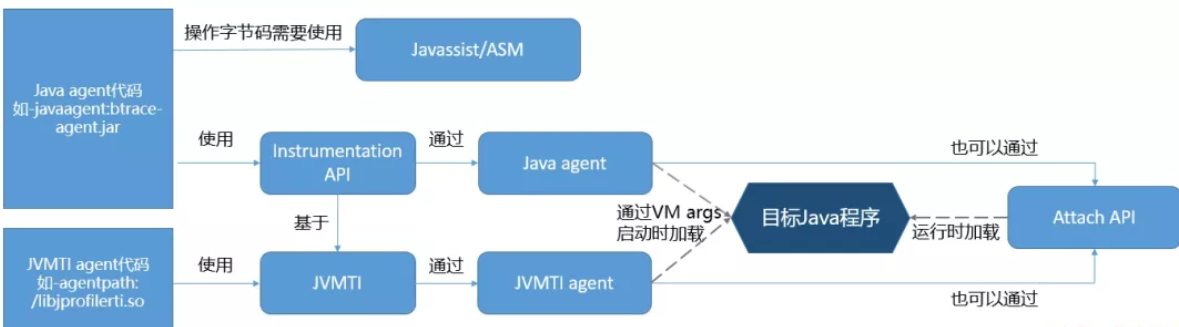 操作字节码需要使用
Javassist/ASM
Java agent代码
如-javaagent:btrace-
agent.jar
使用
Instrumentation
API
通过
Java agent
也可以通过
基于
通过VM args
启动时加载
目标Java程序
运行时加载
Attach API
JVMTI agent代码
如-agentpath:
/libjprofilerti.so
使用
JVMTI
通过
JVMTI agent
也可以通过